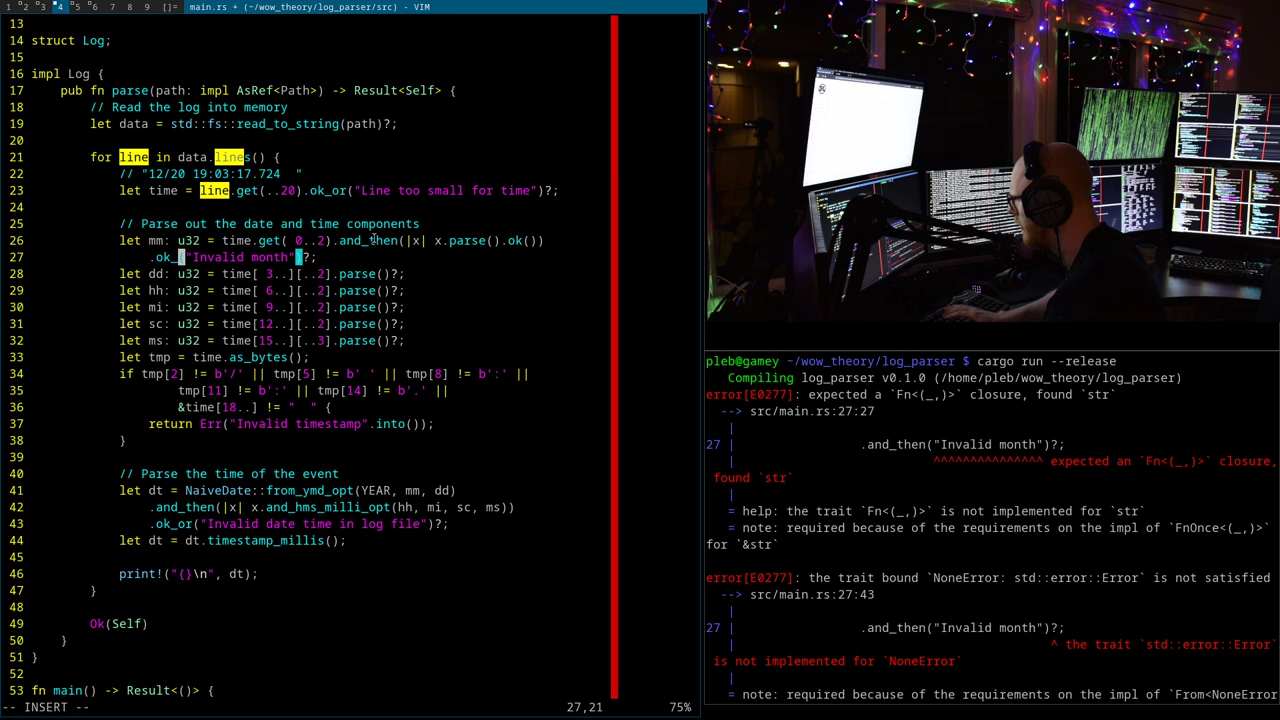 1 2 3 4 5 6 7 8 9 []= main.rs + (~/wow_theory/log_parser/src) - VIM
13
14 struct Log;
15
16 impl Log {
17     pub fn parse(path: impl AsRef<Path>) -> Result<Self> {
18         // Read the log into memory
19         let data = std::fs::read_to_string(path)?;
20
21         for line in data.lines() {
22             // "12/20 19:03:17.724  "
23             let time = line.get(..20).ok_or("Line too small for time")?;
24
25             // Parse out the date and time components
26             let mm: u32 = time.get( 0..2).and_then(|x| x.parse().ok())
27                 .ok_("Invalid month")?;
28             let dd: u32 = time[ 3..][..2].parse()?;
29             let hh: u32 = time[ 6..][..2].parse()?;
30             let mi: u32 = time[ 9..][..2].parse()?;
31             let sc: u32 = time[12..][..2].parse()?;
32             let ms: u32 = time[15..][..3].parse()?;
33             let tmp = time.as_bytes();
34             if tmp[2] != b'/' || tmp[5] != b' ' || tmp[8] != b':' ||
35                     tmp[11] != b':' || tmp[14] != b'.' ||
36                     &time[18..] != "  " {
37                 return Err("Invalid timestamp".into());
38             }
39
40             // Parse the time of the event
41             let dt = NaiveDate::from_ymd_opt(YEAR, mm, dd)
42                 .and_then(|x| x.and_hms_milli_opt(hh, mi, sc, ms))
43                 .ok_or("Invalid date time in log file")?;
44             let dt = dt.timestamp_millis();
45
46             print!("{}\n", dt);
47         }
48
49         Ok(Self)
50     }
51 }
52
53 fn main() -> Result<()> {
-- INSERT -- 27,21 75%
pleb@gamey ~/wow_theory/log_parser $ cargo run --release
   Compiling log_parser v0.1.0 (/home/pleb/wow_theory/log_parser)
error[E0277]: expected a `Fn<(_,)>` closure, found `str`
  --> src/main.rs:27:27
   |
27 |                 .and_then("Invalid month")?;
   |                           ^^^^^^^^^^^^^^^ expected an `Fn<(_,)>` closure,
 found `str`
   |
   = help: the trait `Fn<(_,)>` is not implemented for `str`
   = note: required because of the requirements on the impl of `FnOnce<(_,)>`
for `&str`
error[E0277]: the trait bound `NoneError: std::error::Error` is not satisfied
  --> src/main.rs:27:43
   |
27 |                 .and_then("Invalid month")?;
   |                                           ^ the trait `std::error::Error`
 is not implemented for `NoneError`
   |
   = note: required because of the requirements on the impl of `From<NoneError